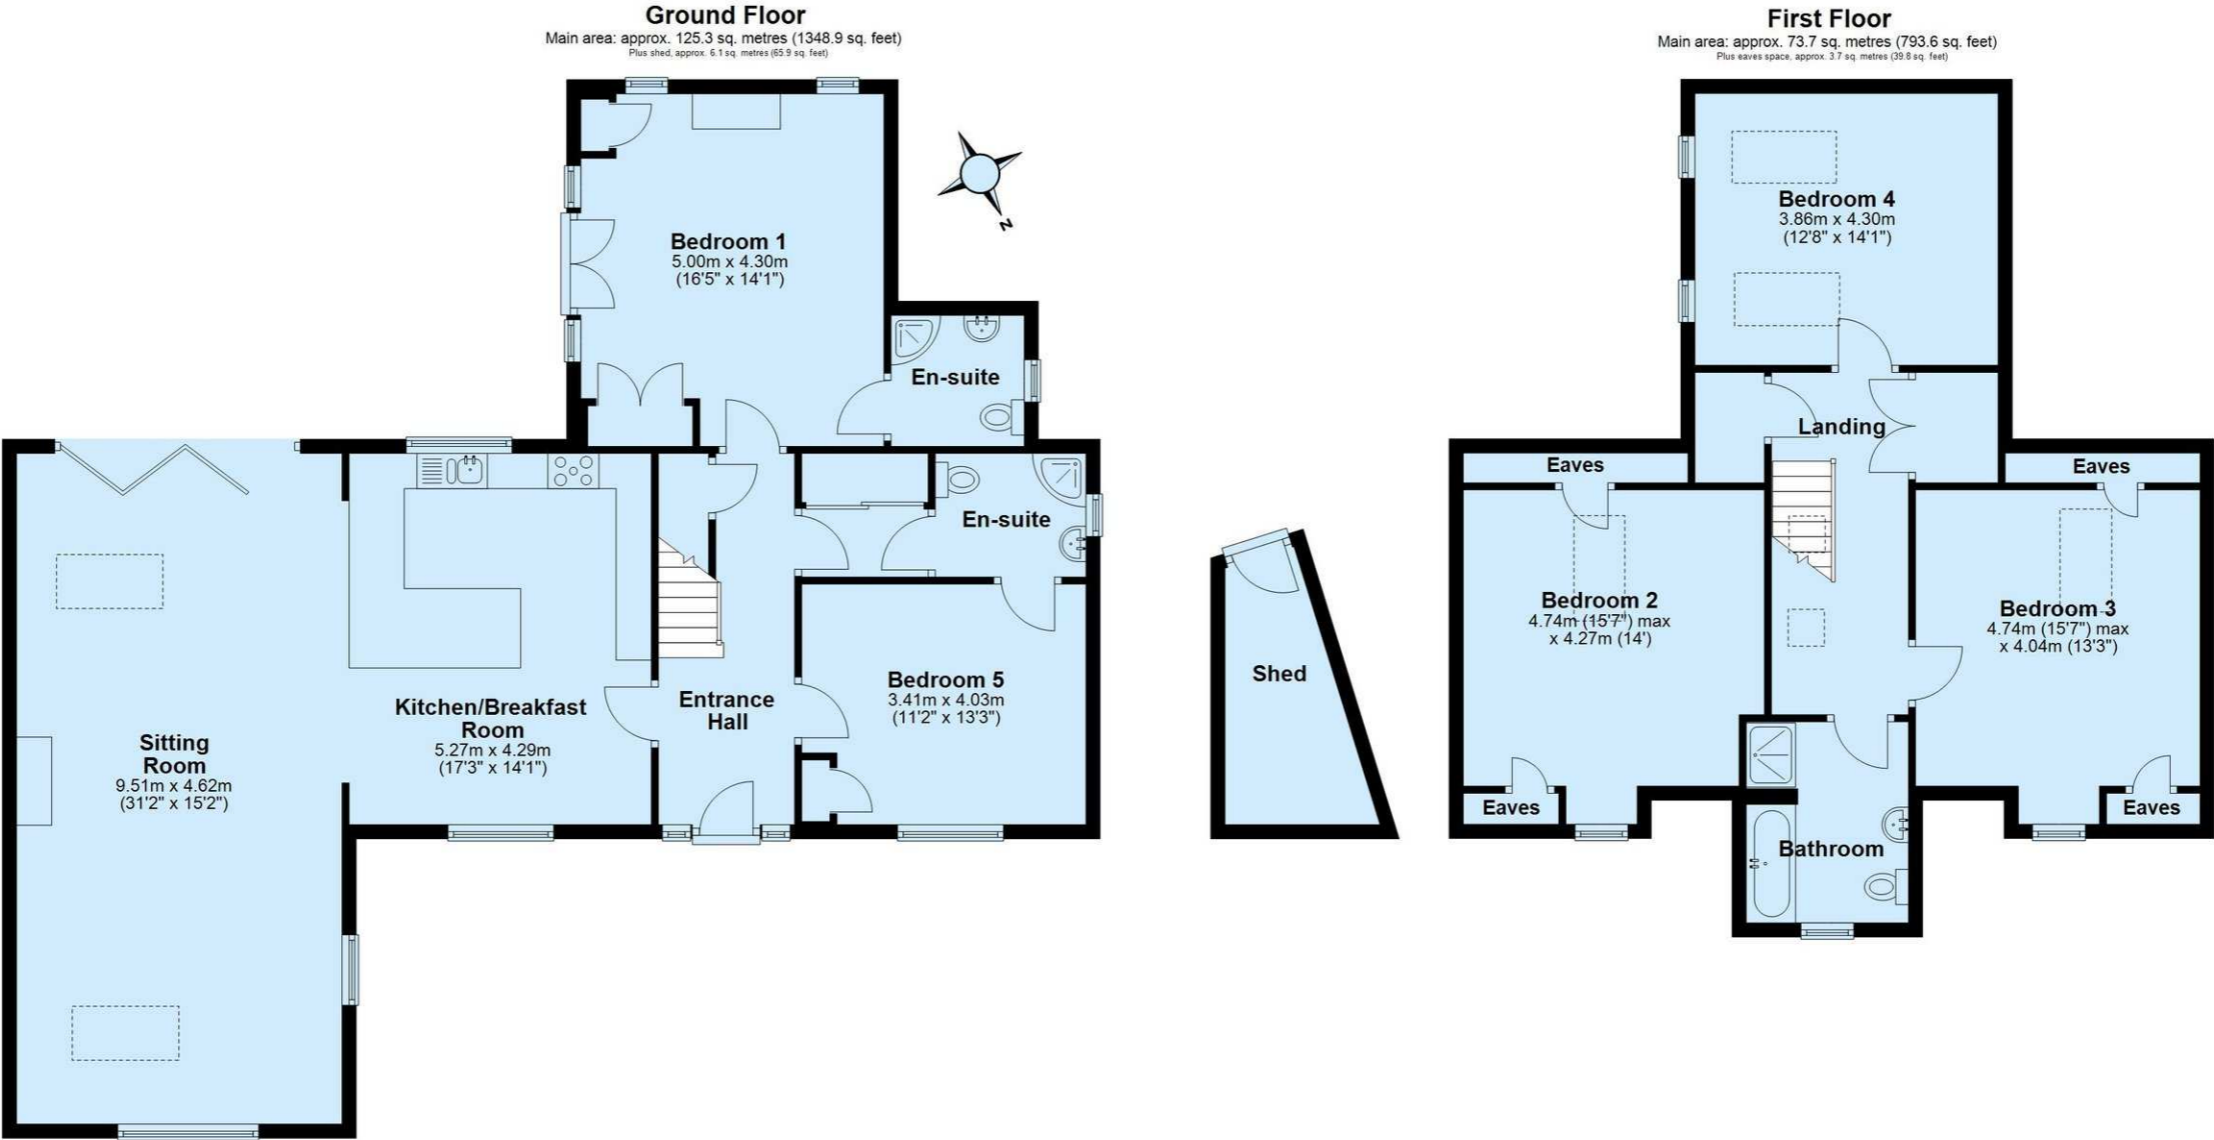 Ground Floor
Main area: approx. 125.3 sq. metres (1348.9 sq. feet)
Plus shed, approx. 6.1 sq. metres (65.9 sq. feet)
Bedroom 1
5.00m x 4.30m
(16'5" x 14'1")
N
En-suite
En-suite
Sitting
Room
9.51m x 4.62m
(31'2" x 15'2")
Kitchen/Breakfast
Room
5.27m x 4.29m
(17'3" x 14'1")
Entrance
Hall
Bedroom 5
3.41m x 4.03m
(11'2" x 13'3")
Shed
First Floor
Main area: approx. 73.7 sq. metres (793.6 sq. feet)
Plus eaves space, approx. 3.7 sq. metres (39.8 sq. feet)
Bedroom 4
3.86m x 4.30m
(12'8" x 14'1")
Landing
Eaves
Eaves
Bedroom 2
4.74m (15'7") max
x 4.27m (14')
Bedroom 3
4.74m (15'7") max
x 4.04m (13'3")
Eaves
Eaves
Bathroom